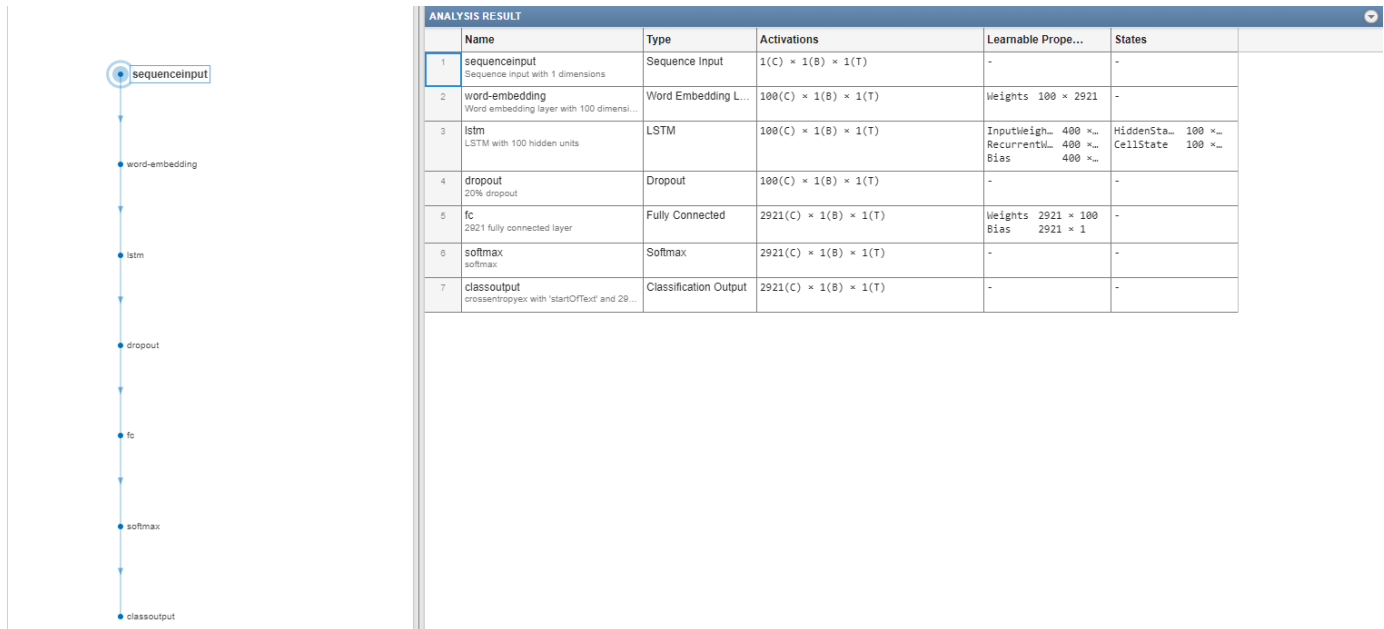 sequenceinput
word-embedding
lstm
dropout
fc
softmax
classoutput
ANALYSIS RESULT
Name Type Activations Learnable Prope... States
1 sequenceinput Sequence Input 1(C) × 1(B) × 1(T) - -
Sequence input with 1 dimensions
2 word-embedding Word Embedding L... 100(C) × 1(B) × 1(T) Weights 100 × 2921 -
Word embedding layer with 100 dimensi...
3 lstm LSTM 100(C) × 1(B) × 1(T) InputWeigh… 400 ×… HiddenSta… 100 ×…
LSTM with 100 hidden units RecurrentW… 400 ×… CellState 100 ×…
Bias 400 ×…
4 dropout Dropout 100(C) × 1(B) × 1(T) - -
20% dropout
5 fc Fully Connected 2921(C) × 1(B) × 1(T) Weights 2921 × 100 -
2921 fully connected layer Bias 2921 × 1
6 softmax Softmax 2921(C) × 1(B) × 1(T) - -
softmax
7 classoutput Classification Output 2921(C) × 1(B) × 1(T) - -
crossentropyex with 'startOfText' and 29...